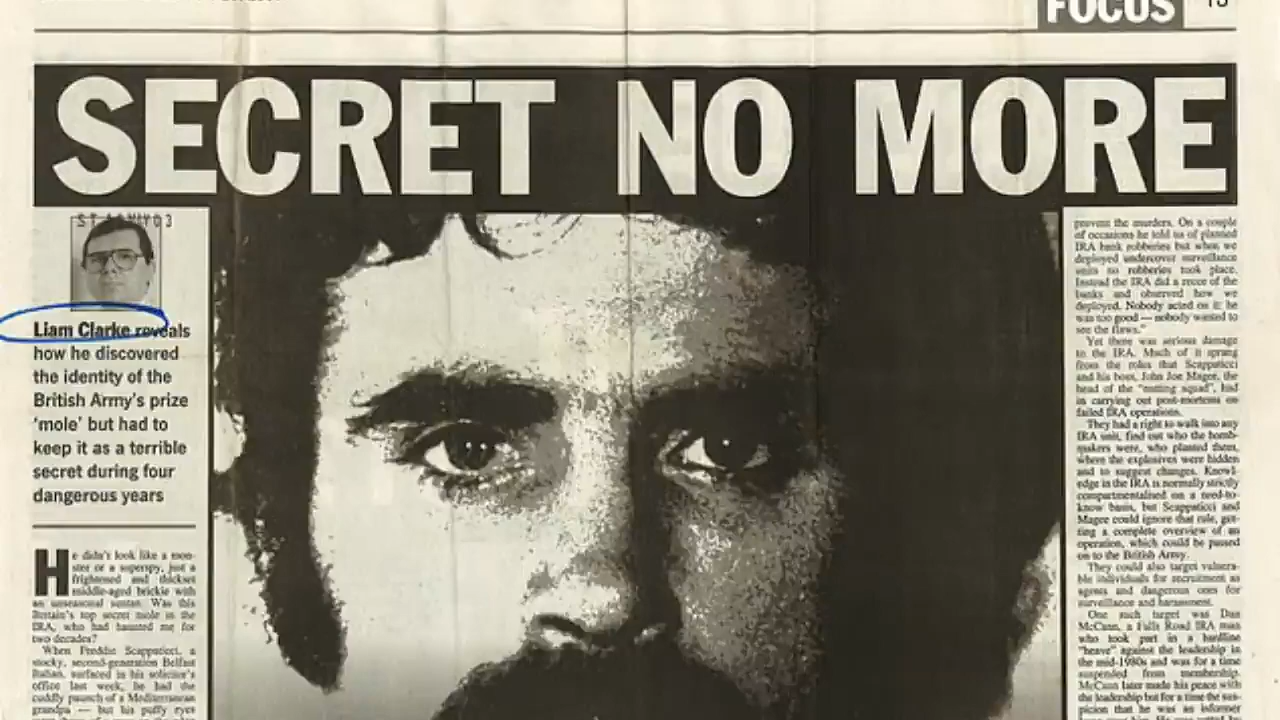 FOCUS
SECRET NO MORE
Liam Clarke reveals
how he discovered
the identity of the
British Army's prize
'mole' but had to
keep it as a terrible
secret during four
dangerous years
He didn't look like a mon-
ster or a superspy, just a
frightened and thickset
middle-aged brickie with
an unseasonal suntan. Was this
Britain's top secret mole in the
IRA, who had haunted me for
two decades?
When Freddie Scappaticci, a
stocky, second-generation Belfast
Italian, surfaced in his solicitor's
office last week, he had the
cuddly paunch of a Mediterranean
grandpa — but his puffy eyes
prevent the murders. On a couple
of occasions he told us of planned
IRA bank robberies but when we
deployed undercover surveillance
units no robberies took place.
Instead the IRA did a recce of the
banks and observed how we
deployed. Nobody acted on it: he
was too good — nobody wanted to
see the flaws."
Yet there was serious damage
to the IRA. Much of it sprang
from the roles that Scappaticci
and his boss, John Joe Magee, the
head of the "nutting squad", had
in carrying out post-mortems on
failed IRA operations.
They had a right to walk into any
IRA unit, find out who the bomb-
makers were, who planted them,
where the explosives were hidden
and to suggest changes. Knowl-
edge in the IRA is normally strictly
compartmentalised on a need-to-
know basis, but Scappaticci and
Magee could ignore that rule, get-
ting a complete overview of an
operation, which could be passed
on to the British Army.
They could also target vulnera-
ble individuals for recruitment as
agents and dangerous ones for
surveillance and harassment.
One such target was Dan
McCann, a Falls Road IRA man
who took part in a hardline
"heave" against the leadership in
the mid-1980s and was for a time
suspended from membership.
McCann later made his peace with
the leadership but for a time the sus-
picion that he was an informer